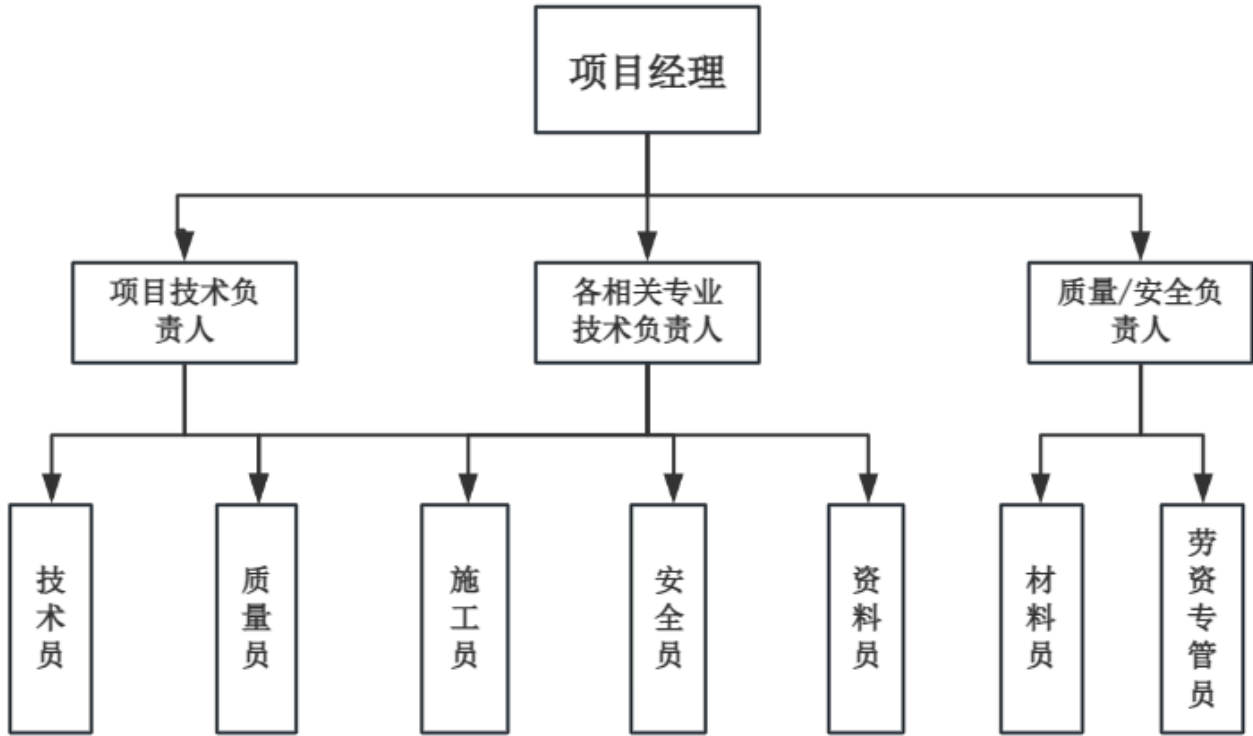 项目经理
项目技术负
责人
各相关专业
技术负责人
质量/安全负
责人
技术员
质量员
施工员
安全员
资料员
材料员
劳资专管员